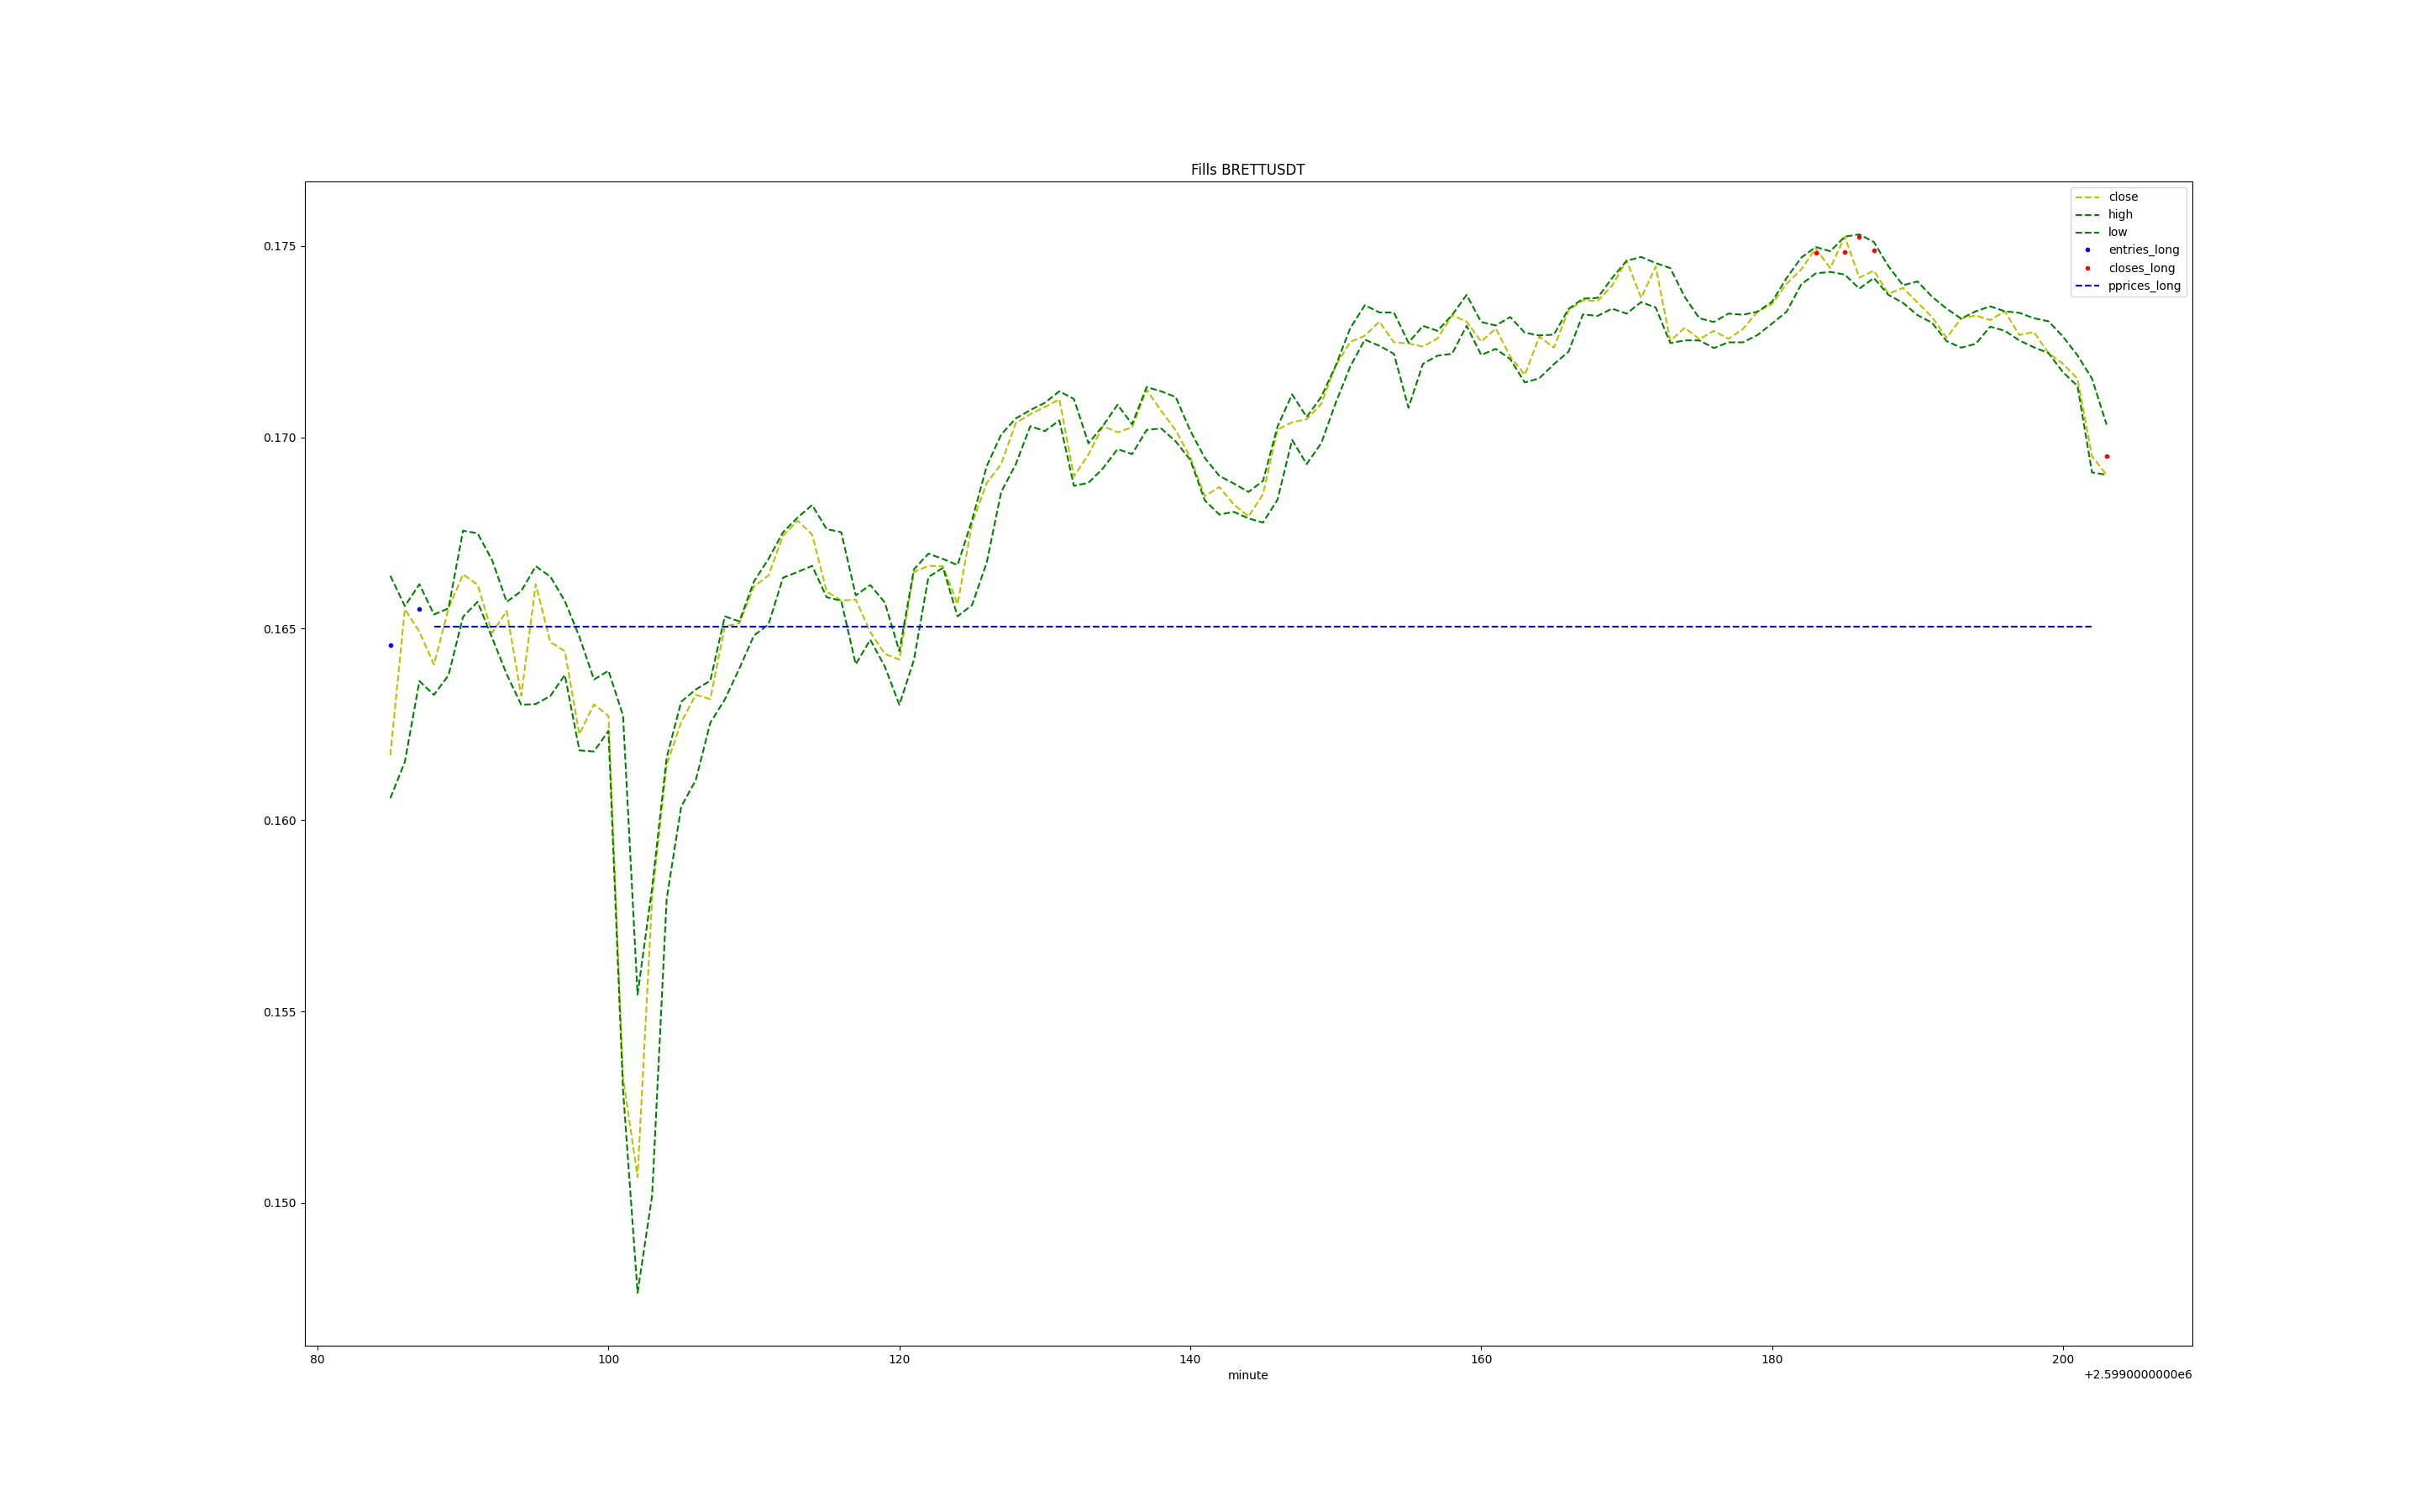 Fills BRETTUSDT
close
high
low
entries_long
closes_long
pprices_long
0.175
0.170
0.165
0.160
0.155
0.150
80 100 120 140 160 180 200
minute
+2.5990000000e6